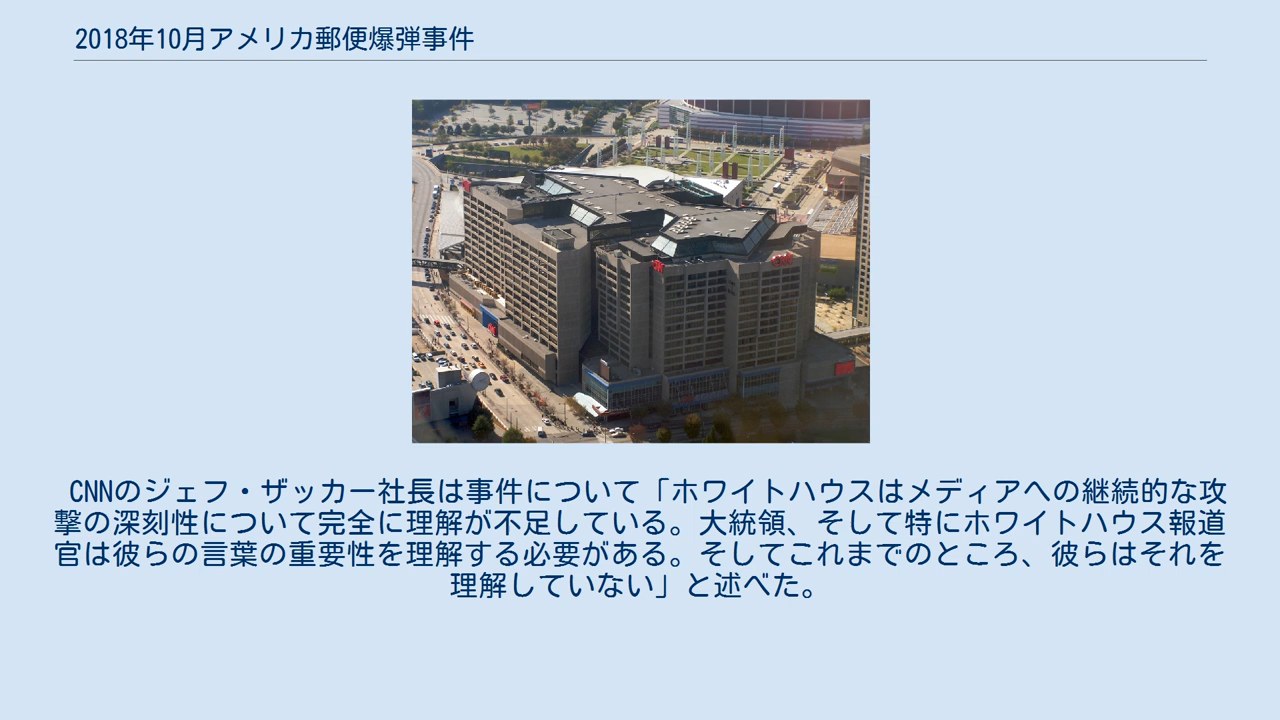 2018年10月アメリカ郵便爆弾事件
CNNのジェフ・ザッカー社長は事件について「ホワイトハウスはメディアへの継続的な攻
撃の深刻性について完全に理解が不足している。大統領、そして特にホワイトハウス報道
官は彼らの言葉の重要性を理解する必要がある。そしてこれまでのところ、彼らはそれを
理解していない」と述べた。